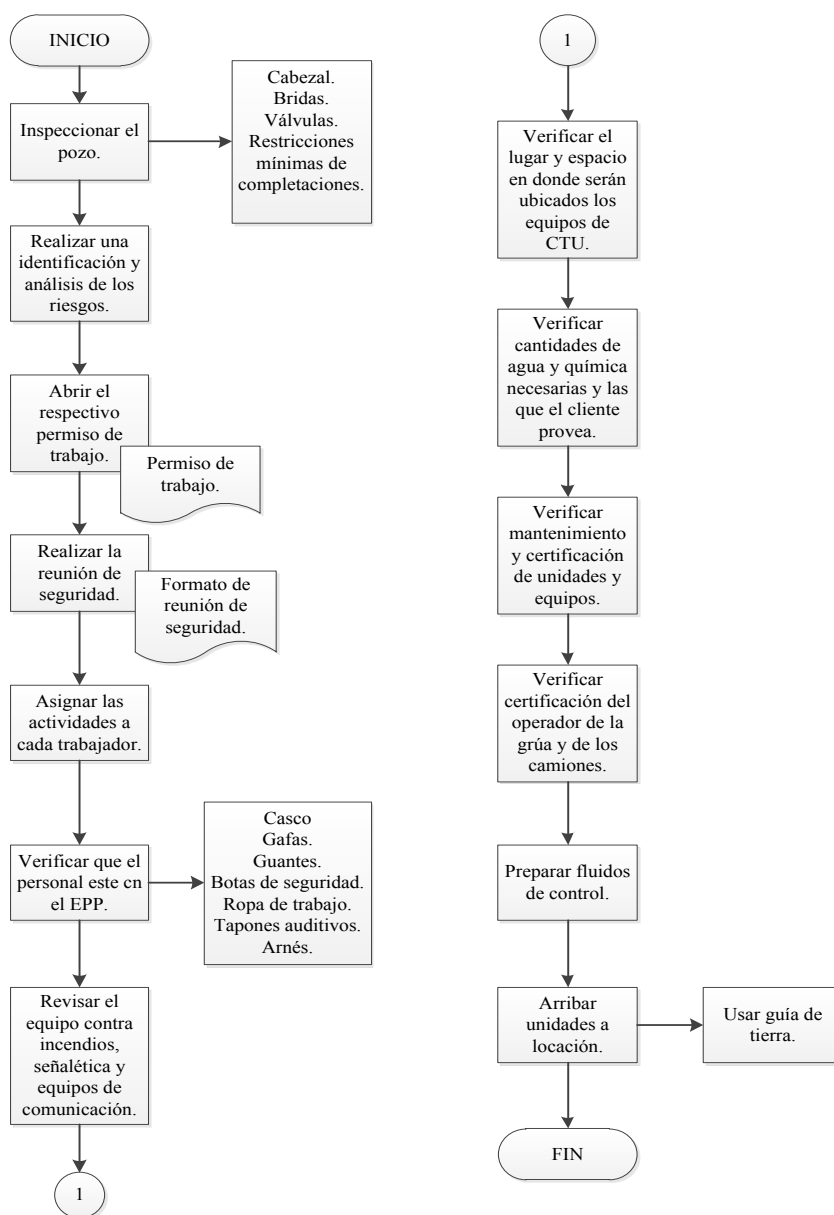 INICIO
Inspeccionar el
pozo.
Cabezal.
Bridas.
Válvulas.
Restricciones
mínimas de
completaciones.
Realizar una
identificación y
análisis de los
riesgos.
Abrir el
respectivo
permiso de
trabajo.
Permiso de
trabajo.
Realizar la
reunión de
seguridad.
Formato de
reunión de
seguridad.
Asignar las
actividades a
cada trabajador.
Verificar que el
personal este cn
el EPP.
Casco
Gafas.
Guantes.
Botas de seguridad.
Ropa de trabajo.
Tapones auditivos.
Arnés.
Revisar el
equipo contra
incendios,
señalética y
equipos de
comunicación.
1
1
Verificar el
lugar y espacio
en donde serán
ubicados los
equipos de
CTU.
Verificar
cantidades de
agua y química
necesarias y las
que el cliente
provea.
Verificar
mantenimiento
y certificación
de unidades y
equipos.
Verificar
certificación del
operador de la
grúa y de los
camiones.
Preparar fluidos
de control.
Arribar
unidades a
locación.
Usar guía de
tierra.
FIN